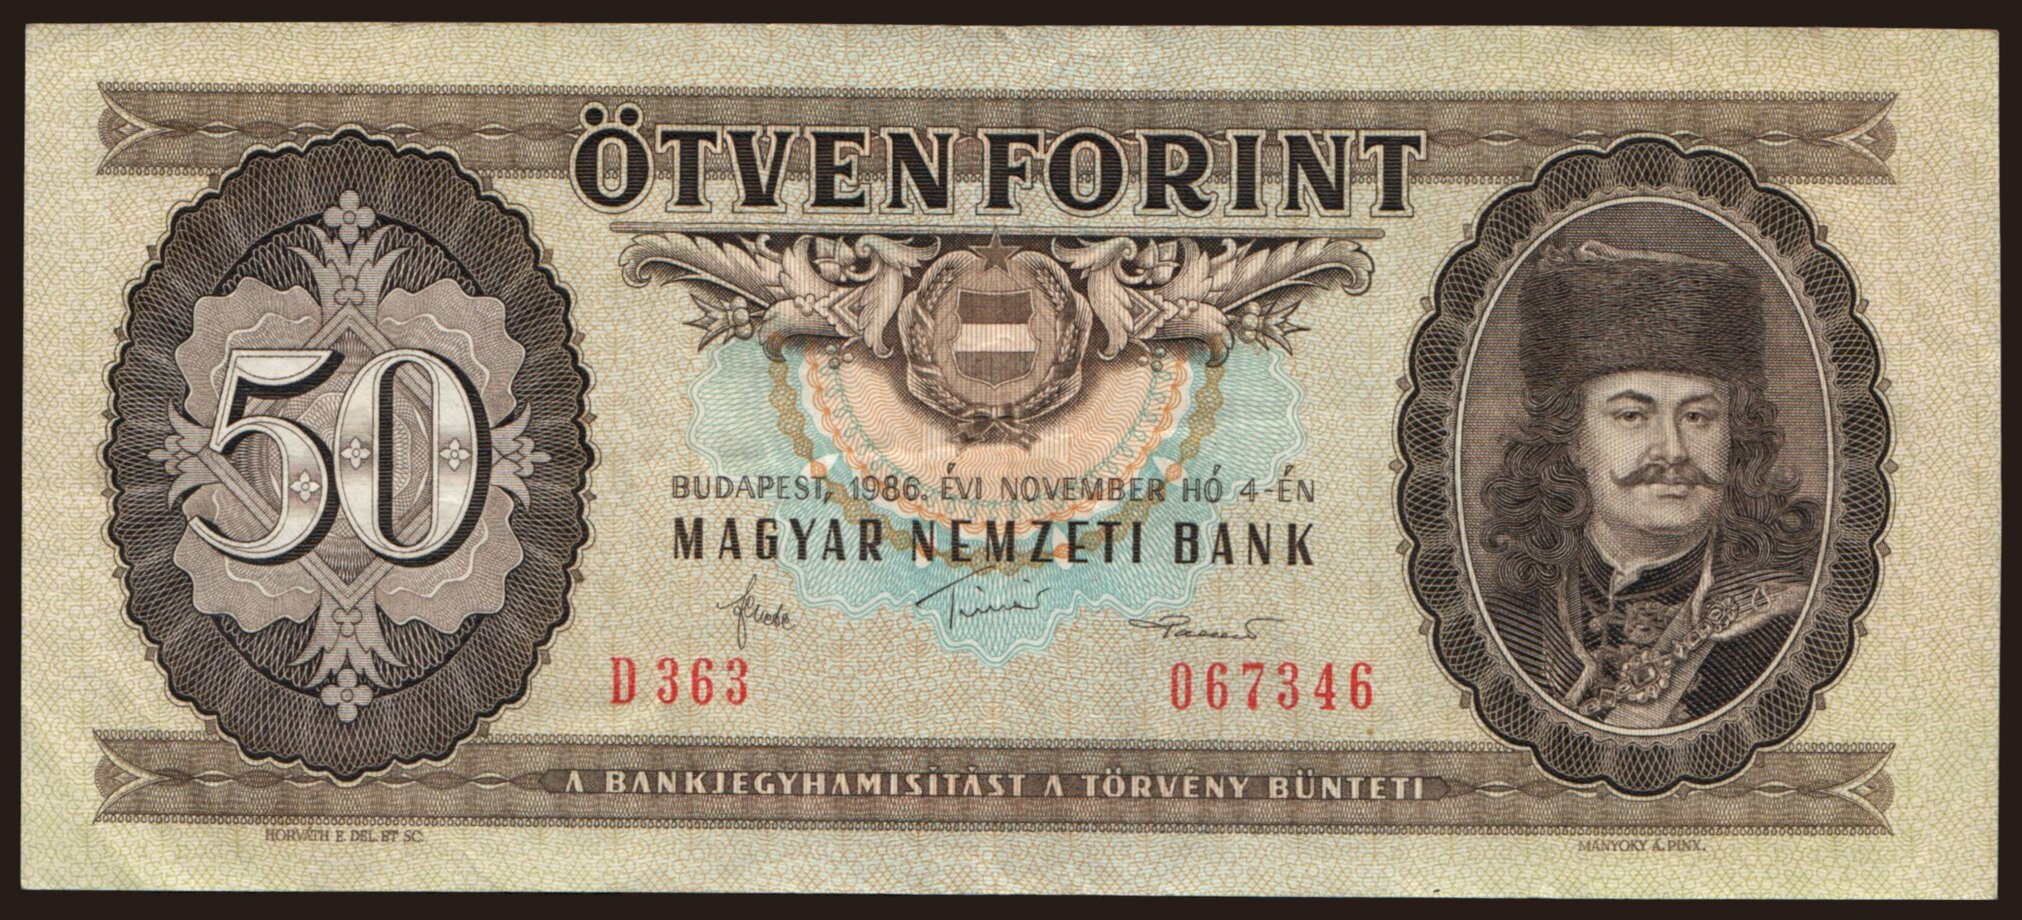 ÖTVEN FORINT
50
BUDAPEST, 1986. ÉVI NOVEMBER HÓ 4-ÉN
MAGYAR NEMZETI BANK
D 363 067346
A BANKJEGYHAMISÍTÁST A TÖRVÉNY BÜNTETI
HORVÁTH E. DEL. ET SC. MÁNYOKY Á. PINX.